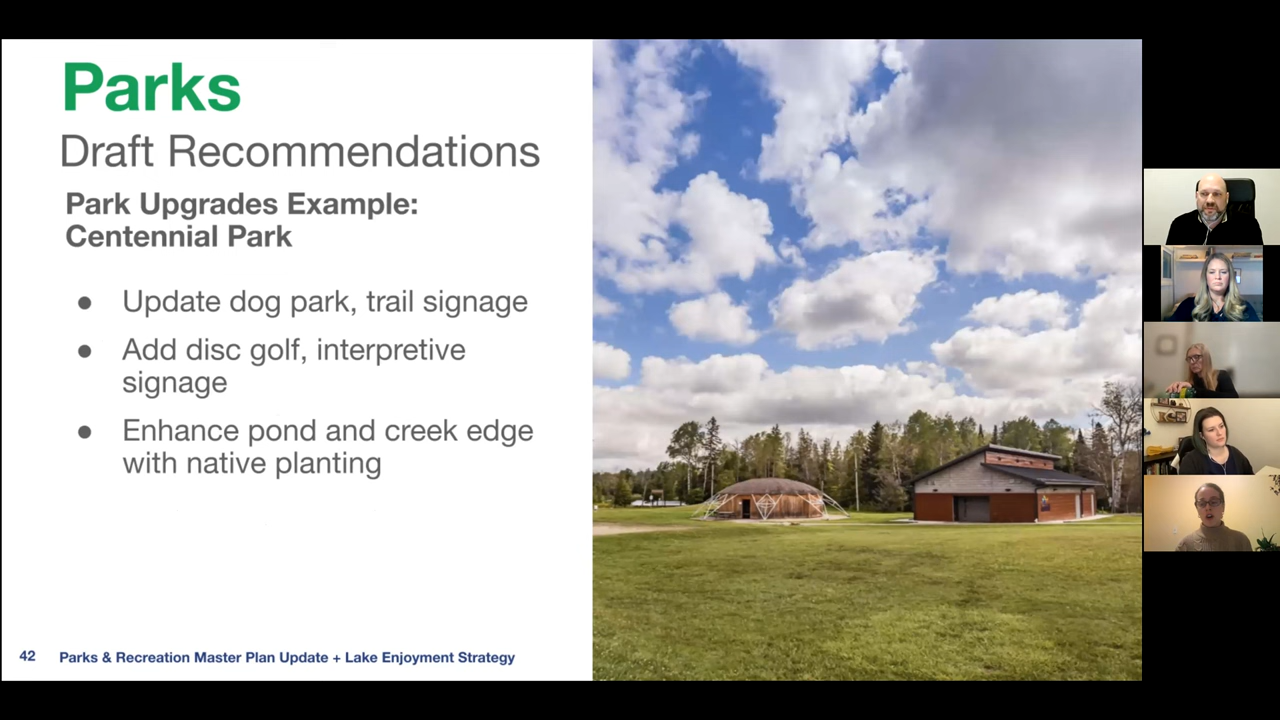 Parks
Draft Recommendations
Park Upgrades Example:
Centennial Park
● Update dog park, trail signage
● Add disc golf, interpretive
signage
● Enhance pond and creek edge
with native planting
42 Parks & Recreation Master Plan Update + Lake Enjoyment Strategy